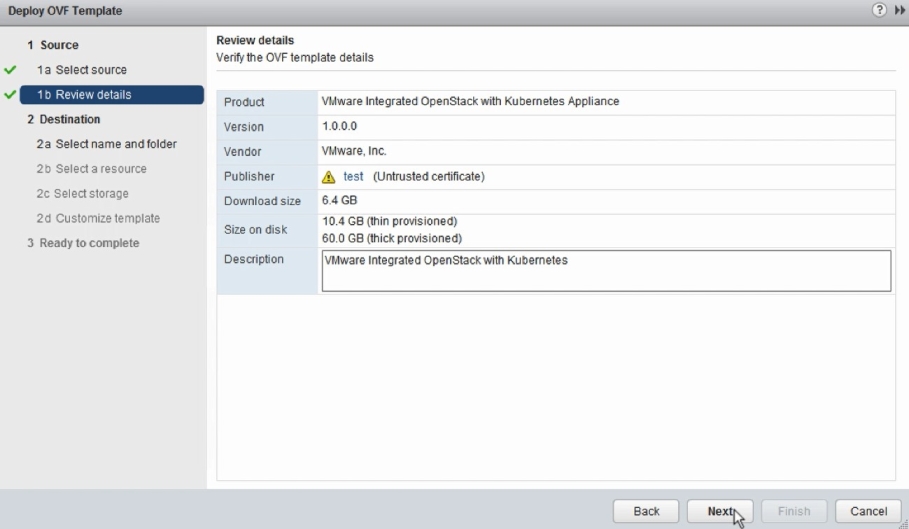 Deploy OVF Template
?
1 Source
1a Select source
1b Review details
2 Destination
2a Select name and folder
2b Select a resource
2c Select storage
2d Customize template
3 Ready to complete
Review details
Verify the OVF template details
Product VMware Integrated OpenStack with Kubernetes Appliance
Version 1.0.0.0
Vendor VMware, Inc.
Publisher test (Untrusted certificate)
Download size 6.4 GB
Size on disk 10.4 GB (thin provisioned)
60.0 GB (thick provisioned)
Description VMware Integrated OpenStack with Kubernetes
Back Next Finish Cancel